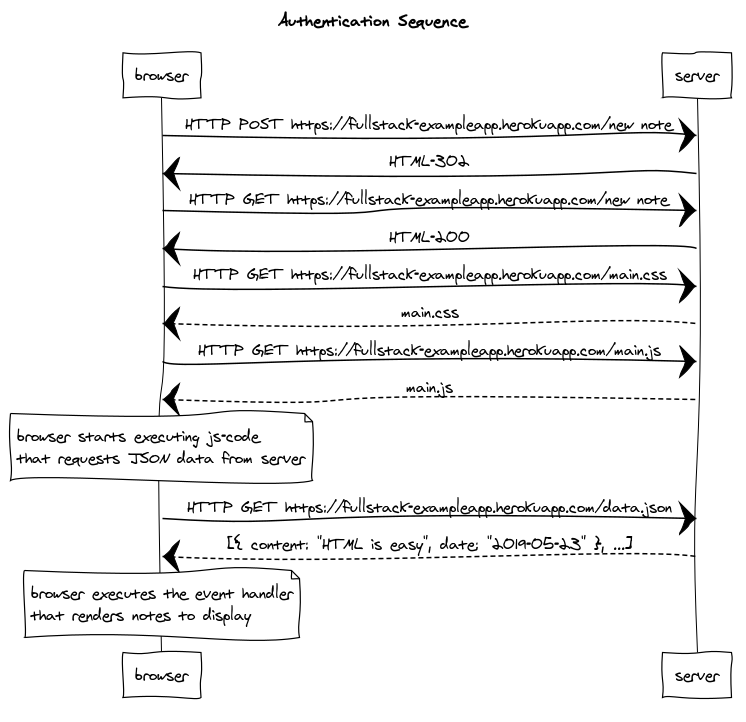 Authentication Sequence
browser
server
HTTP POST https://fullstack-exampleapp.herokuapp.com/new note
HTML-302
HTTP GET https://fullstack-exampleapp.herokuapp.com/new note
HTML-200
HTTP GET https://fullstack-exampleapp.herokuapp.com/main.css
main.css
HTTP GET https://fullstack-exampleapp.herokuapp.com/main.js
main.js
browser starts executing js-code
that requests JSON data from server
HTTP GET https://fullstack-exampleapp.herokuapp.com/data.json
[{ content: "HTML is easy", date: "2019-05-23" }, ...]
browser executes the event handler
that renders notes to display
browser
server